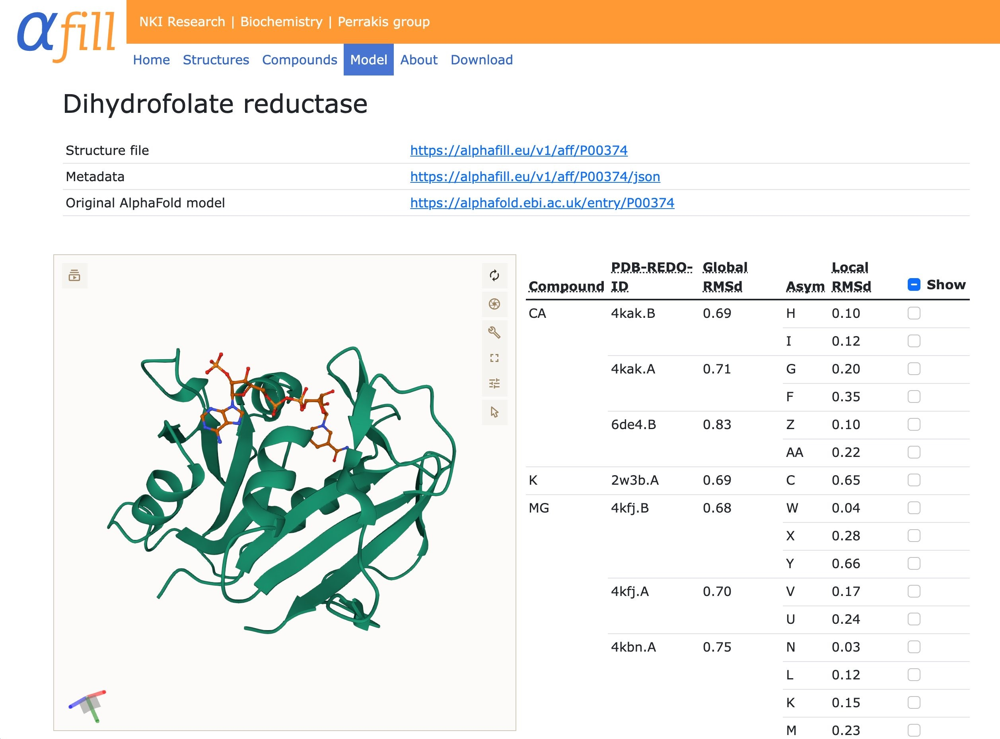 αfill
NKI Research | Biochemistry | Perrakis group
Home Structures Compounds Model About Download
Dihydrofolate reductase
Structure file https://alphafill.eu/v1/aff/P00374
Metadata https://alphafill.eu/v1/aff/P00374/json
Original AlphaFold model https://alphafold.ebi.ac.uk/entry/P00374
Compound PDB-REDO-ID Global RMSd Asym Local RMSd Show
CA 4kak.B 0.69 H 0.10
I 0.12
4kak.A 0.71 G 0.20
F 0.35
6de4.B 0.83 Z 0.10
AA 0.22
K 2w3b.A 0.69 C 0.65
MG 4kfj.B 0.68 W 0.04
X 0.28
Y 0.66
4kfj.A 0.70 V 0.17
U 0.24
4kbn.A 0.75 N 0.03
L 0.12
K 0.15
M 0.23